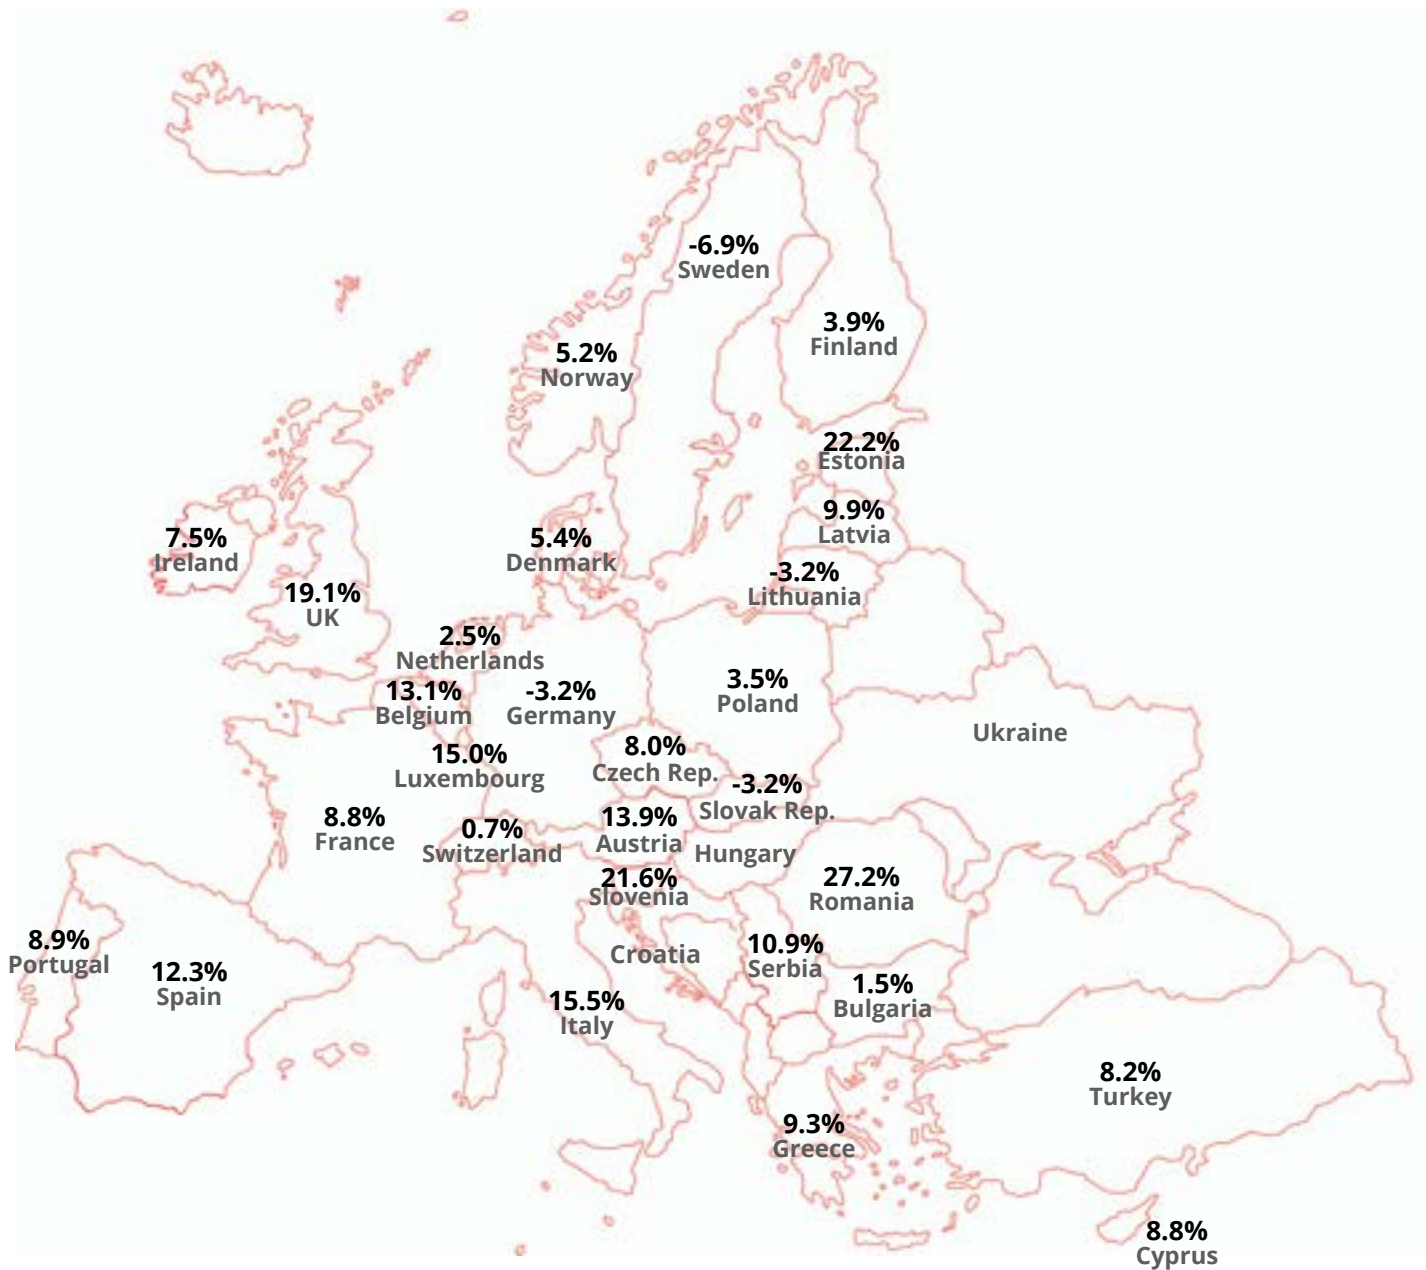 -6.9%
Sweden
3.9%
Finland
5.2%
Norway
22.2%
Estonia
9.9%
Latvia
7.5%
Ireland
5.4%
Denmark
-3.2%
Lithuania
19.1%
UK
2.5%
Netherlands
13.1%
Belgium
-3.2%
Germany
3.5%
Poland
Ukraine
15.0%
Luxembourg
8.0%
Czech Rep.
-3.2%
Slovak Rep.
8.8%
France
0.7%
Switzerland
13.9%
Austria
Hungary
21.6%
Slovenia
27.2%
Romania
8.9%
Portugal
12.3%
Spain
Croatia
10.9%
Serbia
1.5%
Bulgaria
15.5%
Italy
8.2%
Turkey
9.3%
Greece
8.8%
Cyprus